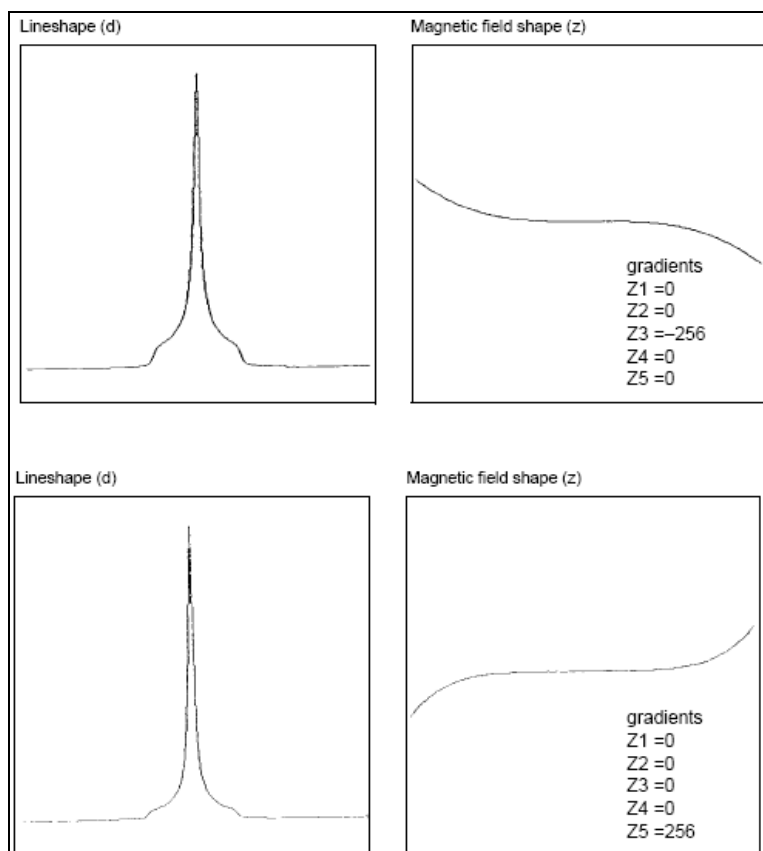 Lineshape (d)
Magnetic field shape (z)
gradients
Z1 =0
Z2 =0
Z3 =–256
Z4 =0
Z5 =0
Lineshape (d)
Magnetic field shape (z)
gradients
Z1 =0
Z2 =0
Z3 =0
Z4 =0
Z5 =256